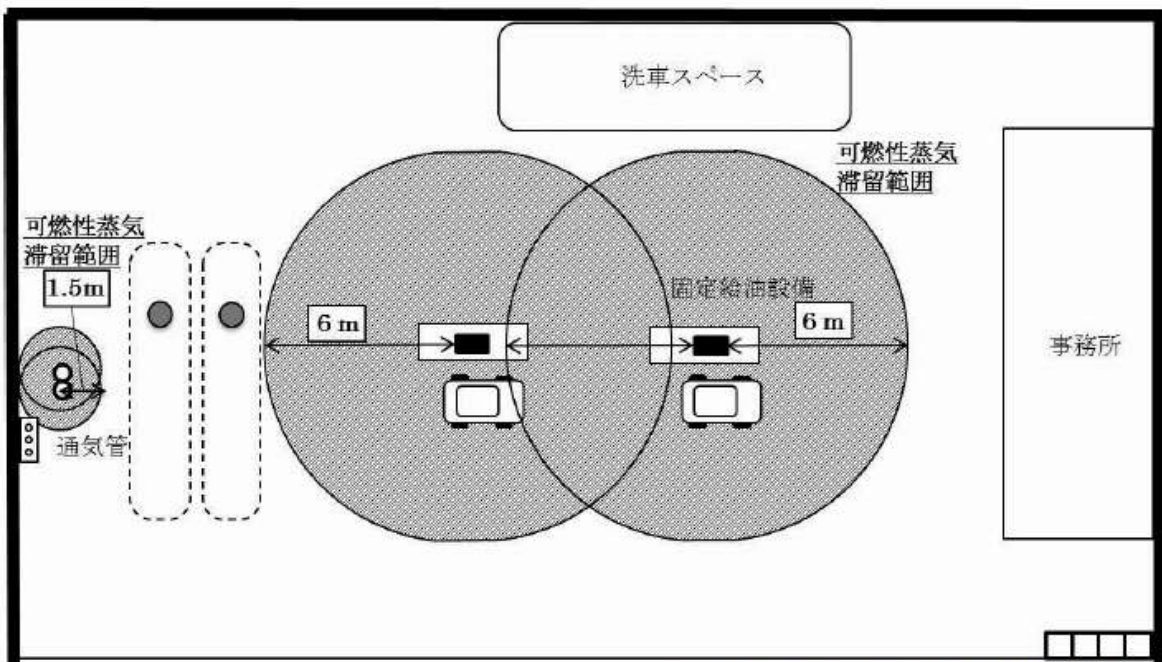 洗車スペース
可燃性蒸気
滞留範囲
可燃性蒸気
滞留範囲
1.5m
固定給油設備
6 m
6 m
事務所
通気管